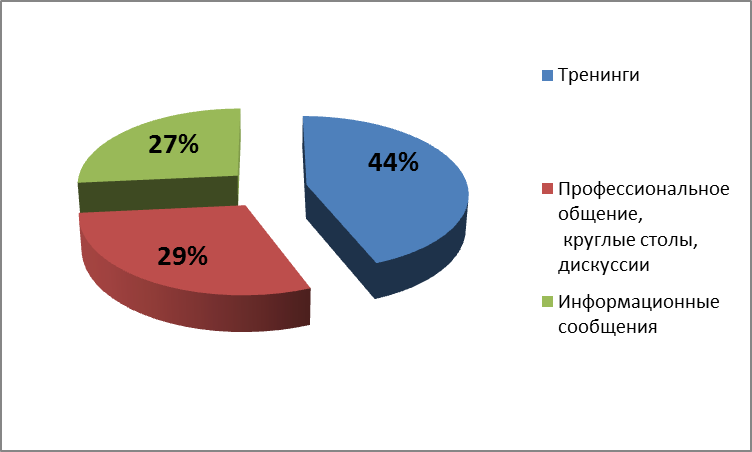 27%
44%
29%
Тренинги
Профессиональное
общение,
круглые столы,
дискуссии
Информационные
сообщения